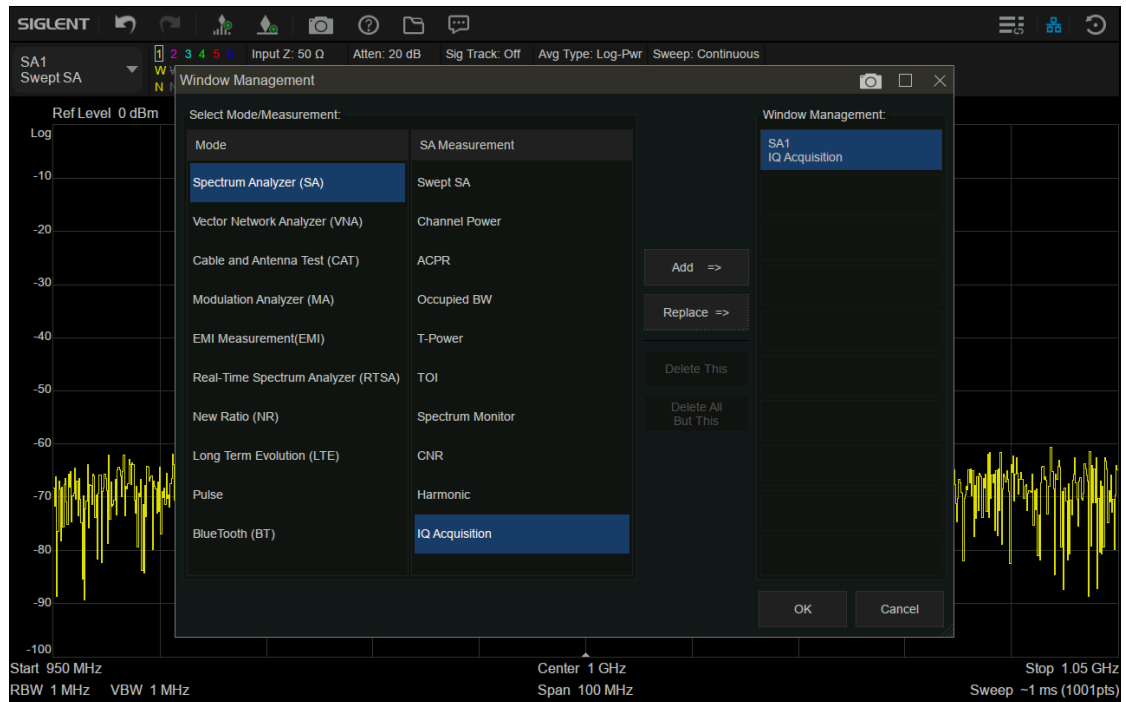 SIGLENT
SA1
Swept SA
1 2 3 4 5 6 Input Z: 50 Ω Atten: 20 dB Sig Track: Off Avg Type: Log-Pwr Sweep: Continuous
W
N
Window Management
Ref Level 0 dBm
Log
-10
-20
-30
-40
-50
-60
-70
-80
-90
-100
Select Mode/Measurement:
Mode
Spectrum Analyzer (SA)
Vector Network Analyzer (VNA)
Cable and Antenna Test (CAT)
Modulation Analyzer (MA)
EMI Measurement(EMI)
Real-Time Spectrum Analyzer (RTSA)
New Ratio (NR)
Long Term Evolution (LTE)
Pulse
BlueTooth (BT)
SA Measurement
Swept SA
Channel Power
ACPR
Occupied BW
T-Power
TOI
Spectrum Monitor
CNR
Harmonic
IQ Acquisition
Add =>
Replace =>
Delete This
Delete All
But This
Window Management:
SA1
IQ Acquisition
OK
Cancel
Start 950 MHz Center 1 GHz Stop 1.05 GHz
RBW 1 MHz VBW 1 MHz Span 100 MHz Sweep ~1 ms (1001pts)